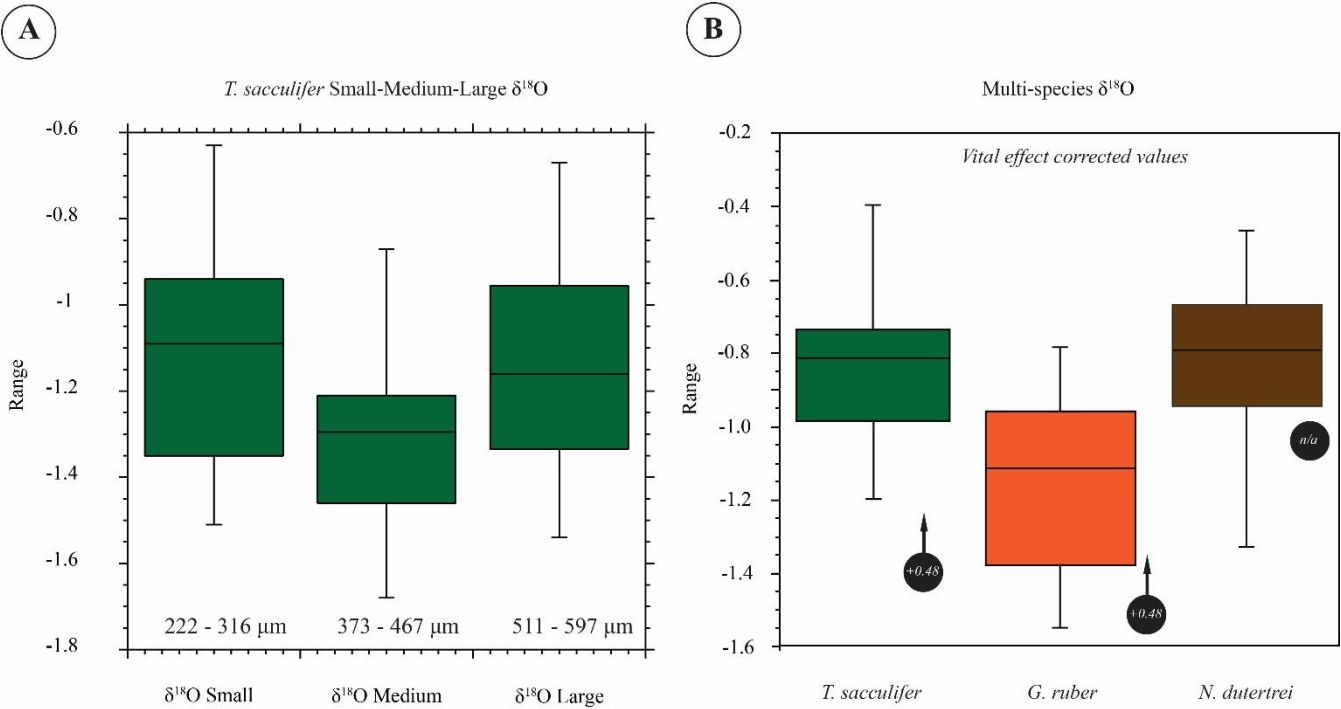 A
T. sacculifer Small-Medium-Large δ¹⁸O
-0.6
-0.8
-1
-1.2
-1.4
-1.6
-1.8
Range
222 - 316 μm
373 - 467 μm
511 - 597 μm
δ¹⁸O Small
δ¹⁸O Medium
δ¹⁸O Large
B
Multi-species δ¹⁸O
Vital effect corrected values
-0.2
-0.4
-0.6
-0.8
-1.0
-1.2
-1.4
-1.6
Range
+0.48
+0.48
n/a
T. sacculifer
G. ruber
N. dutertrei